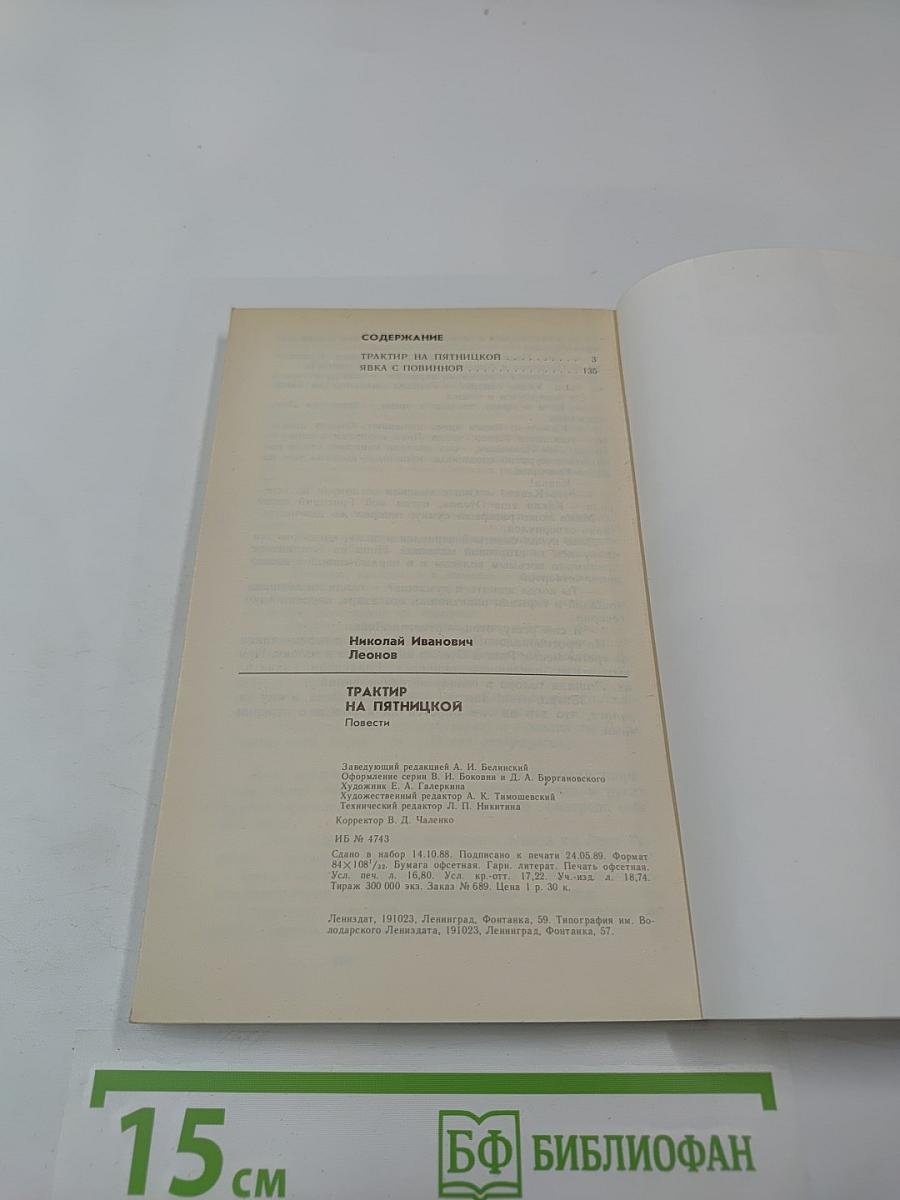 СОДЕРЖАНИЕ
ТРАКТИР НА ПЯТНИЦКОЙ . . . . . . . . . . 3
ЯВКА С ПОВИННОЙ . . . . . . . . . . . . . . . 135
Николай Иванович
Леонов
ТРАКТИР
НА ПЯТНИЦКОЙ
Повести
Заведующий редакцией А. И. Белинский
Оформление серии В. И. Боковня и Д. А. Бюргановского
Художник Е. А. Галеркина
Художественный редактор А. К. Тимошевский
Технический редактор Л. П. Никитина
Корректор В. Д. Чаленко
ИБ № 4743
Сдано в набор 14.10.88. Подписано к печати 24.05.89. Формат
84×108¹/₃₂. Бумага офсетная. Гарн. литерат. Печать офсетная.
Усл. печ. л. 16,80. Усл. кр.-отт. 17,22. Уч.-изд. л. 18,74.
Тираж 300 000 экз. Заказ № 689. Цена 1 р. 30 к.
Лениздат, 191023, Ленинград, Фонтанка, 59. Типография им. Во-
лодарского Лениздата, 191023, Ленинград, Фонтанка, 57.
15 см
БФ БИБЛИОФАН